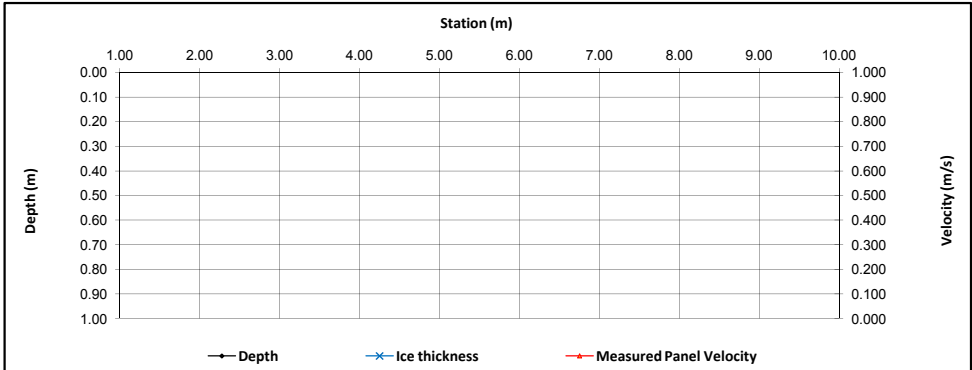 Station (m)
1.00 2.00 3.00 4.00 5.00 6.00 7.00 8.00 9.00 10.00
0.00 1.000
0.10 0.900
0.20 0.800
0.30 0.700
0.40 0.600
0.50 0.500
0.60 0.400
0.70 0.300
0.80 0.200
0.90 0.100
1.00 0.000
Depth (m)
Velocity (m/s)
Depth Ice thickness Measured Panel Velocity